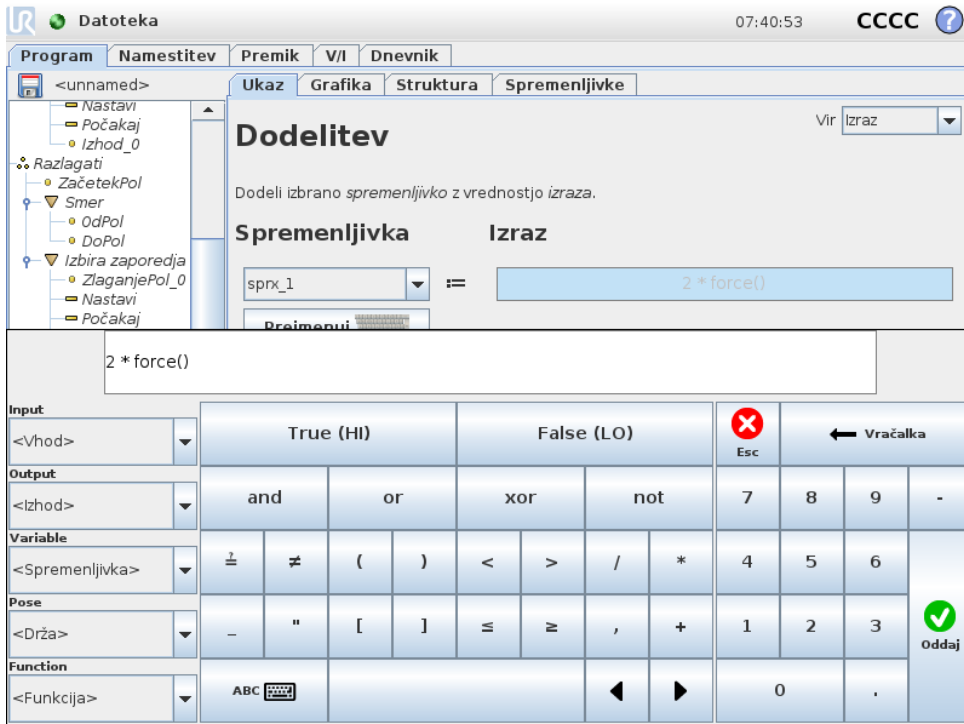 UR Datoteka 07:40:53 CCCC ?
Program Namestitev Premik V/I Dnevnik
<unnamed> Ukaz Grafika Struktura Spremenljivke
Nastavi
Počakaj
Izhod_0
Razlagati
ZačetekPol
Smer
OdPol
DoPol
Izbira zaporedja
ZlaganjePol_0
Nastavi
Počakaj
Dodelitev
Vir Izraz
Dodeli izbrano spremenljivko z vrednostjo izraza.
Spremenljivka Izraz
sprx_1 := 2 * force()
Preimenuj
2 * force()
Input
<Vhod>
Output
<Izhod>
Variable
<Spremenljivka>
Pose
<Drža>
Function
<Funkcija>
True (HI) False (LO) Esc Vračalka
and or xor not 7 8 9 -
≟ ≠ ( ) < > / * 4 5 6
_ " [ ] ≤ ≥ , + 1 2 3 Oddaj
ABC 0 .